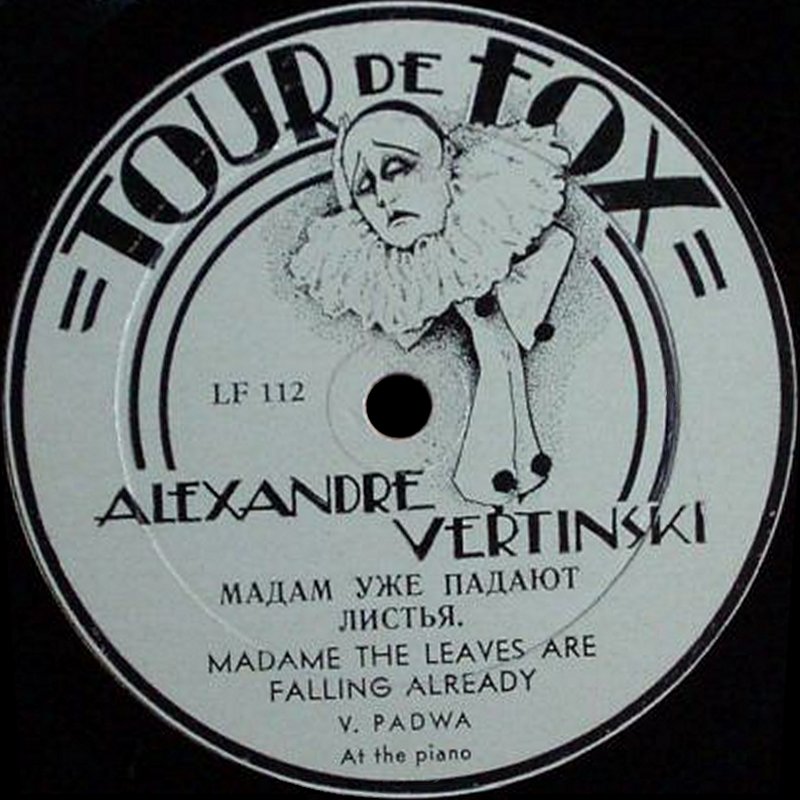 =TOUR DE FOX=
LF 112
ALEXANDRE
VERTINSKI
МАДАМ УЖЕ ПАДАЮТ
ЛИСТЬЯ.
MADAME THE LEAVES ARE
FALLING ALREADY
V. PADWA
At the piano